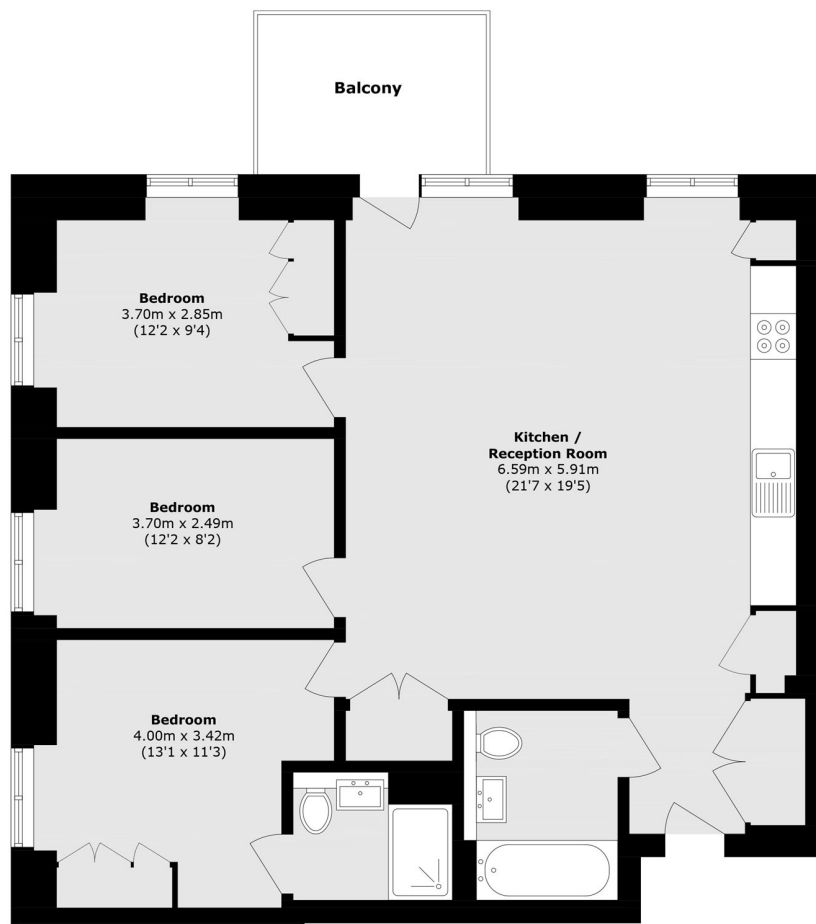 Balcony
Bedroom
3.70m x 2.85m
(12'2 x 9'4)
Kitchen /
Reception Room
6.59m x 5.91m
(21'7 x 19'5)
Bedroom
3.70m x 2.49m
(12'2 x 8'2)
Bedroom
4.00m x 3.42m
(13'1 x 11'3)